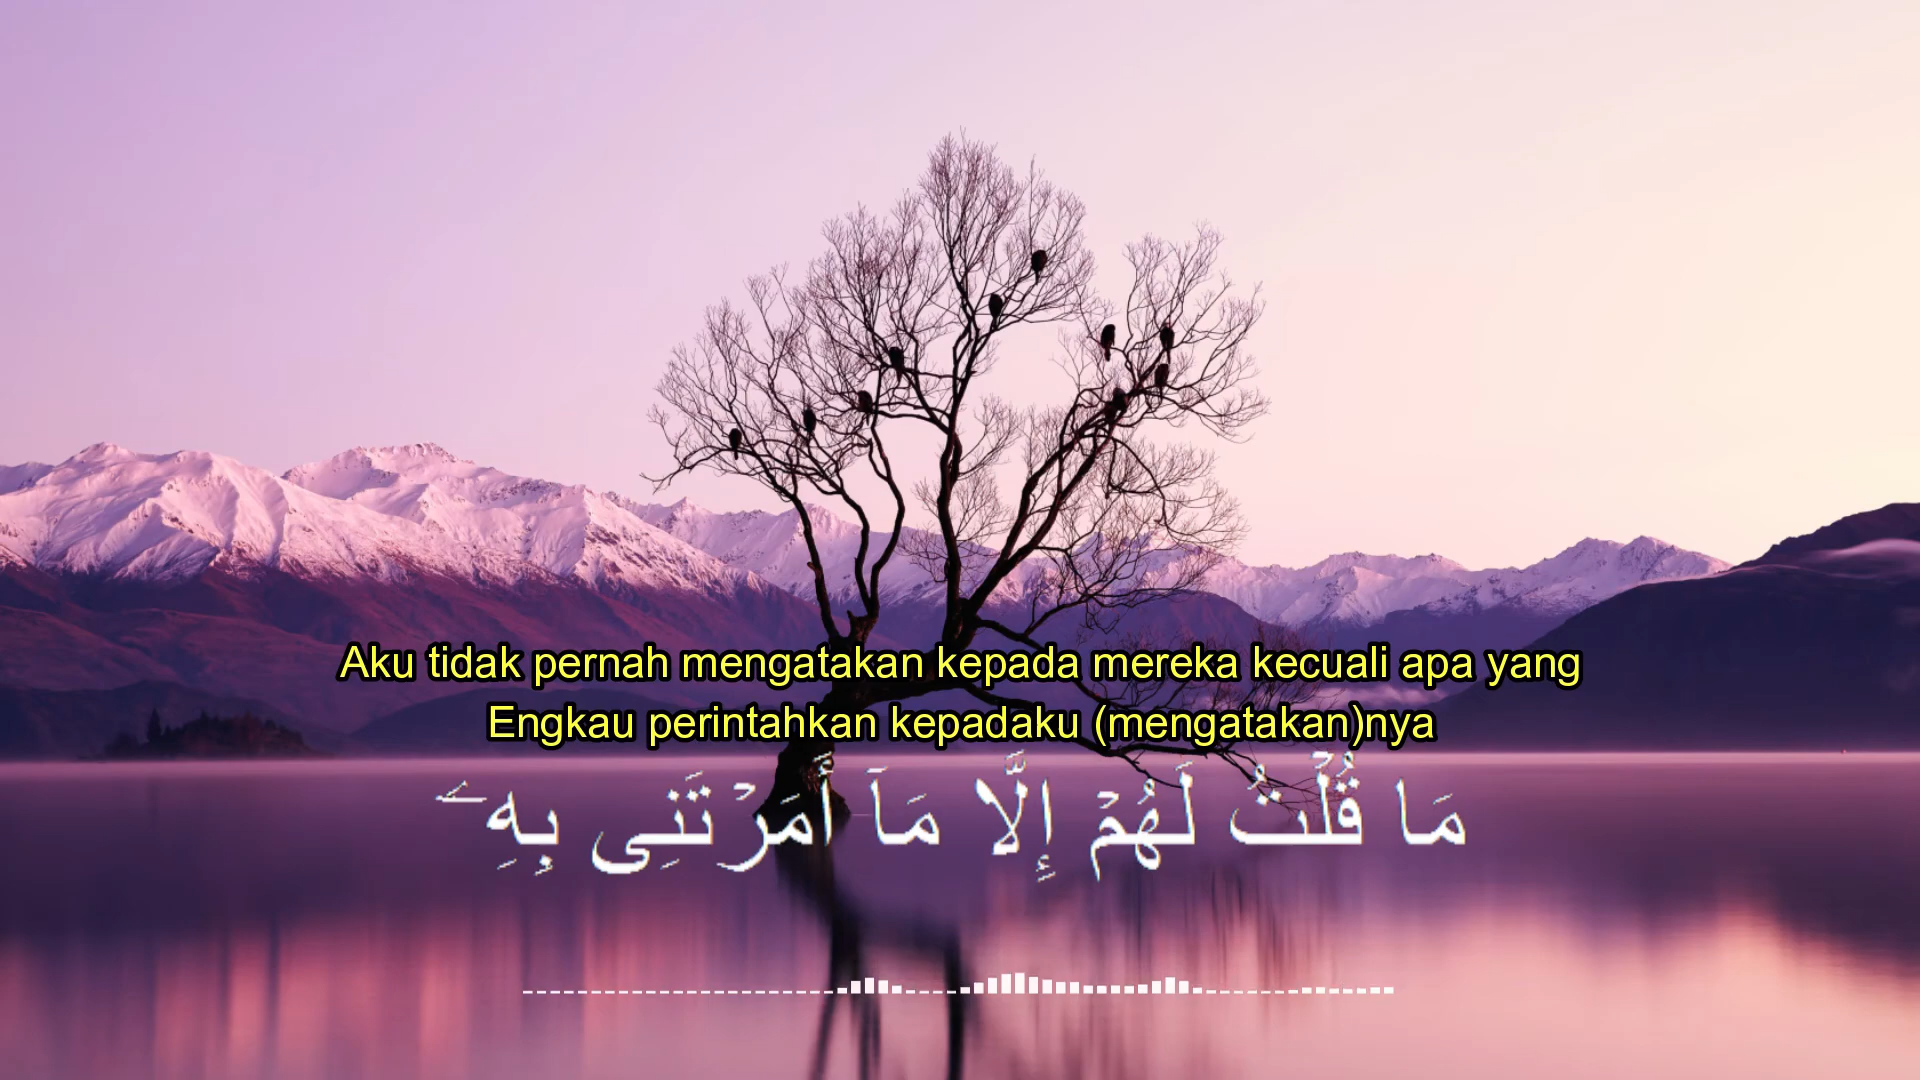 Aku tidak pernah mengatakan kepada mereka kecuali apa yang
Engkau perintahkan kepadaku (mengatakan)nya
مَا قُلْتُ لَهُمْ إِلَّا مَآ أَمَرْتَنِى بِهِۦ